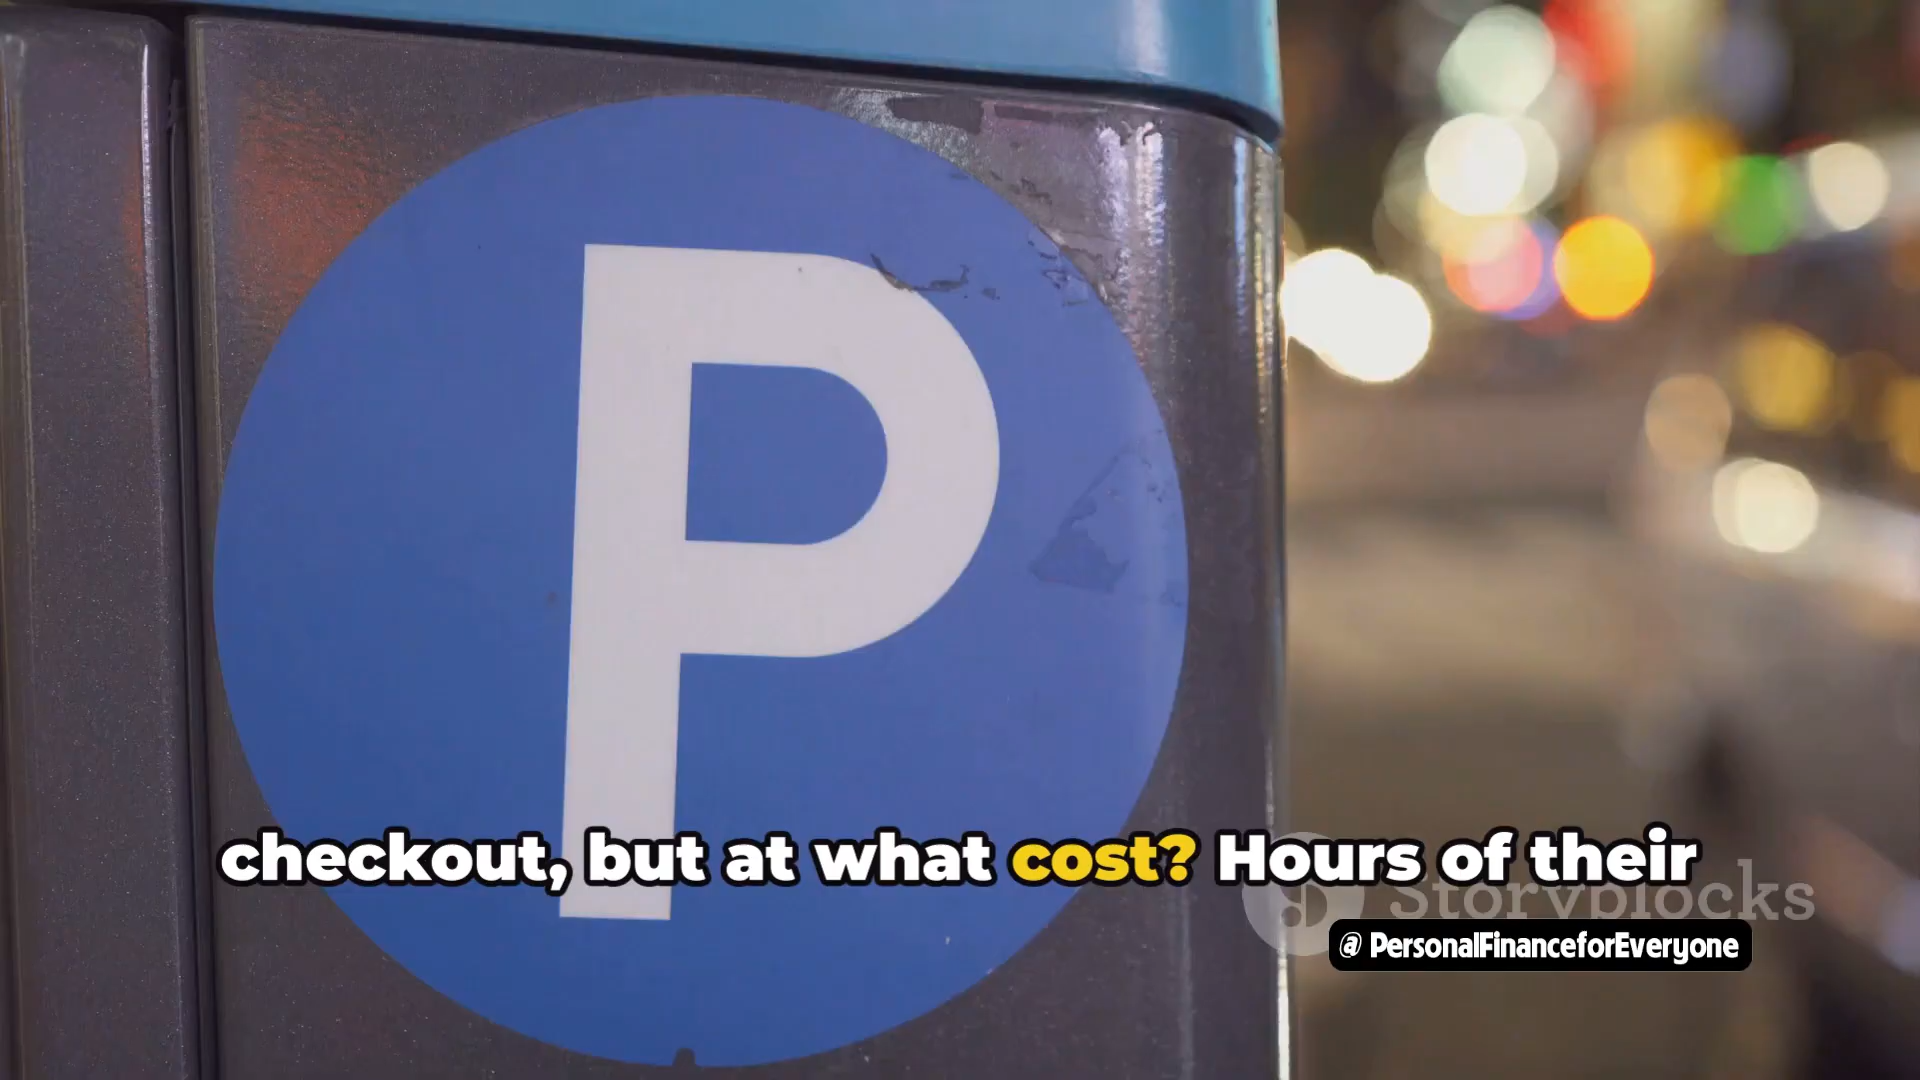 P
checkout, but at what cost? Hours of their
Storyblocks
@ PersonalFinanceforEveryone